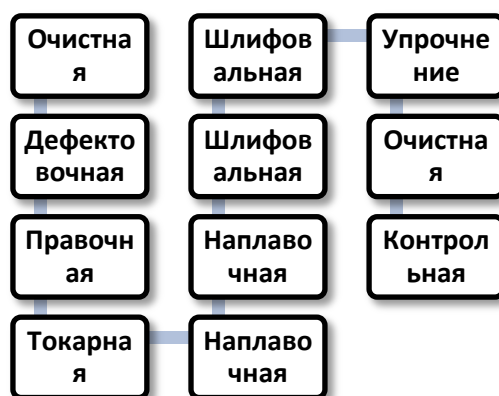 Очистна
я
Дефекто
вочная
Правочн
ая
Токарна
я
Наплаво
чная
Наплаво
чная
Шлифов
альная
Шлифов
альная
Упрочне
ние
Очистна
я
Контрол
ьная